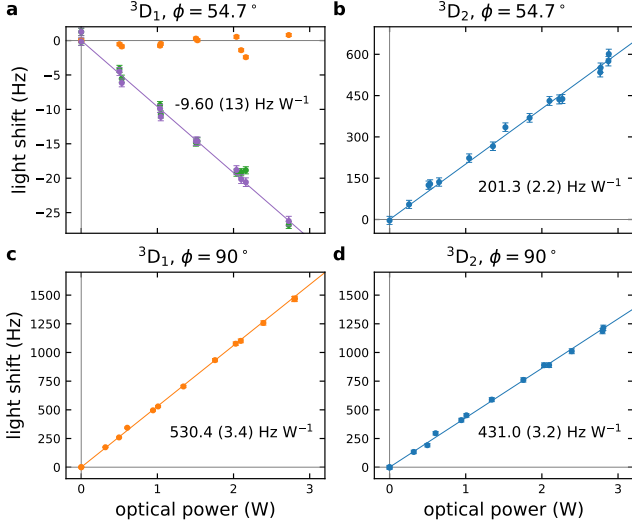 a
³D₁, ϕ = 54.7°
light shift (Hz)
0
−5
−10
−15
−20
−25
-9.60 (13) Hz W⁻¹
b
³D₂, ϕ = 54.7°
600
450
300
150
0
201.3 (2.2) Hz W⁻¹
c
³D₁, ϕ = 90°
light shift (Hz)
1500
1250
1000
750
500
250
0
530.4 (3.4) Hz W⁻¹
0 1 2 3
optical power (W)
d
³D₂, ϕ = 90°
1500
1250
1000
750
500
250
0
431.0 (3.2) Hz W⁻¹
0 1 2 3
optical power (W)